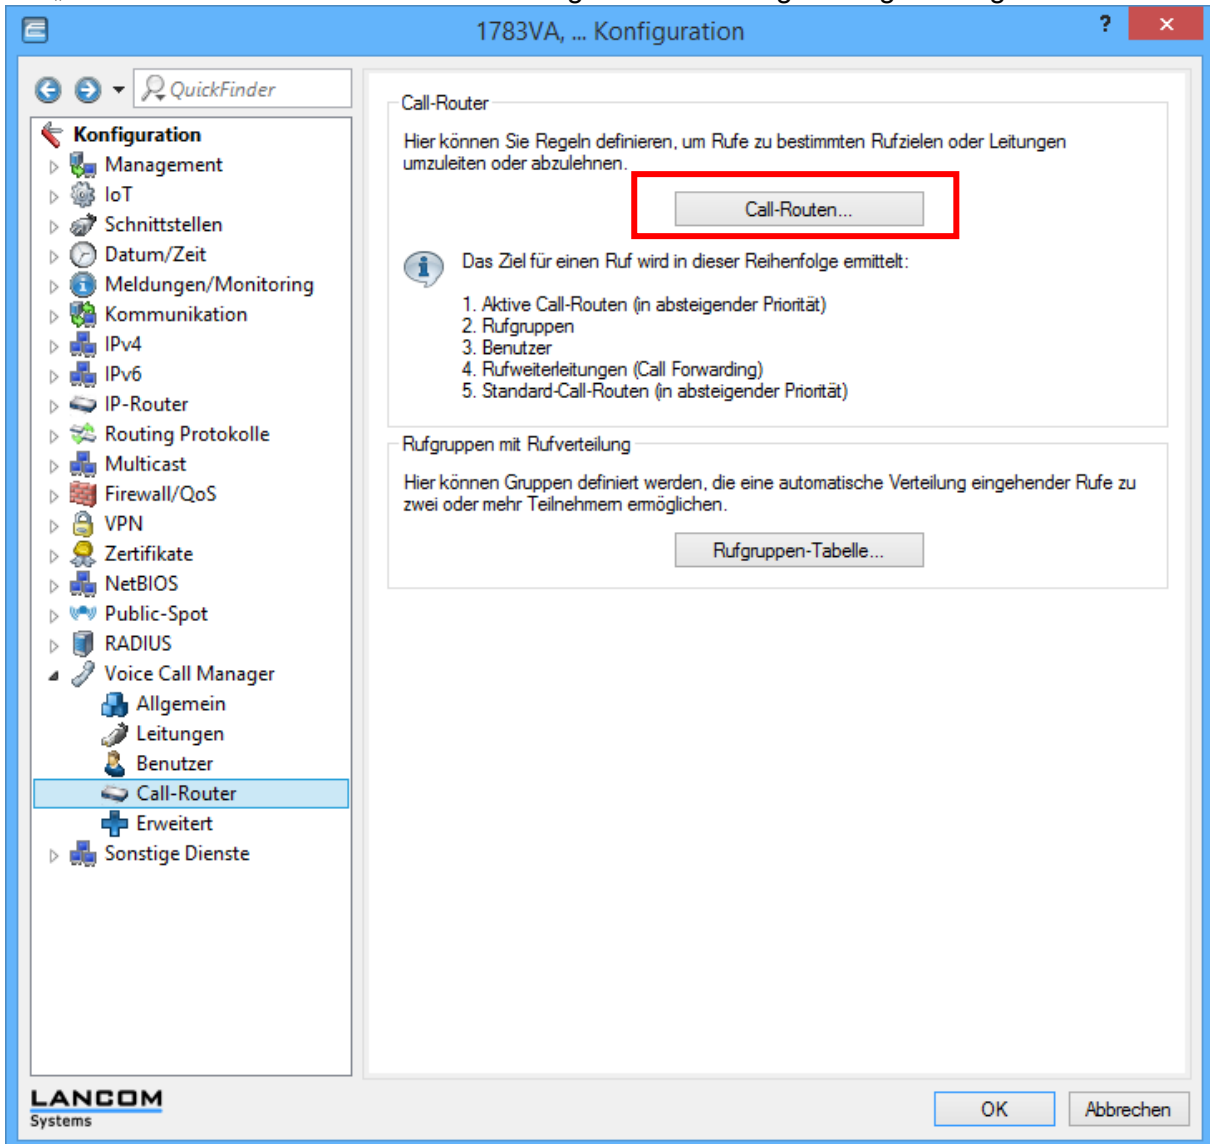 1783VA, ... Konfiguration
?
QuickFinder
Konfiguration
Management
IoT
Schnittstellen
Datum/Zeit
Meldungen/Monitoring
Kommunikation
IPv4
IPv6
IP-Router
Routing Protokolle
Multicast
Firewall/QoS
VPN
Zertifikate
NetBIOS
Public-Spot
RADIUS
Voice Call Manager
Allgemein
Leitungen
Benutzer
Call-Router
Erweitert
Sonstige Dienste
Call-Router
Hier können Sie Regeln definieren, um Rufe zu bestimmten Rufzielen oder Leitungen
umzuleiten oder abzulehnen.
Call-Routen...
Das Ziel für einen Ruf wird in dieser Reihenfolge ermittelt:
1. Aktive Call-Routen (in absteigender Priorität)
2. Rufgruppen
3. Benutzer
4. Rufweiterleitungen (Call Forwarding)
5. Standard-Call-Routen (in absteigender Priorität)
Rufgruppen mit Rufverteilung
Hier können Gruppen definiert werden, die eine automatische Verteilung eingehender Rufe zu
zwei oder mehr Teilnehmern ermöglichen.
Rufgruppen-Tabelle...
LANCOM
Systems
OK
Abbrechen